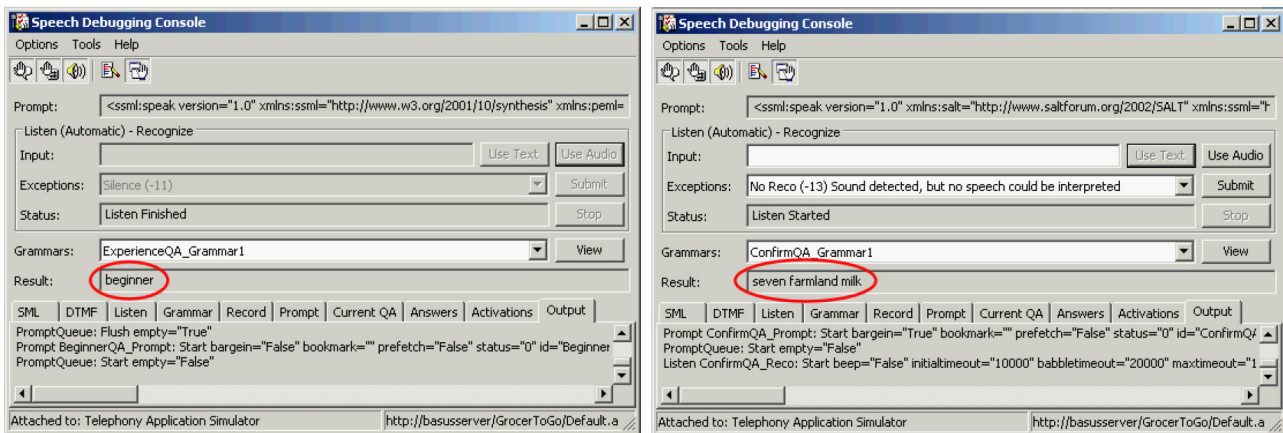 Speech Debugging Console
Options Tools Help
Prompt: <ssml:speak version="1.0" xmlns:ssml="http://www.w3.org/2001/10/synthesis" xmlns:peml=
Listen (Automatic) - Recognize
Input: Use Text Use Audio
Exceptions: Silence (-11) Submit
Status: Listen Finished Stop
Grammars: ExperienceQA_Grammar1 View
Result: beginner
SML DTMF Listen Grammar Record Prompt Current QA Answers Activations Output
PromptQueue: Flush empty="True"
Prompt BeginnerQA_Prompt: Start bargein="False" bookmark="" prefetch="False" status="0" id="Beginner
PromptQueue: Start empty="False"
Attached to: Telephony Application Simulator http://basusserver/GrocerToGo/Default.a
Speech Debugging Console
Options Tools Help
Prompt: <ssml:speak version="1.0" xmlns:salt="http://www.saltforum.org/2002/SALT" xmlns:ssml="h
Listen (Automatic) - Recognize
Input: Use Text Use Audio
Exceptions: No Reco (-13) Sound detected, but no speech could be interpreted Submit
Status: Listen Started Stop
Grammars: ConfirmQA_Grammar1 View
Result: seven farmland milk
SML DTMF Listen Grammar Record Prompt Current QA Answers Activations Output
Prompt ConfirmQA_Prompt: Start bargein="True" bookmark="" prefetch="False" status="0" id="ConfirmQA
PromptQueue: Start empty="False"
Listen ConfirmQA_Reco: Start beep="False" initialtimeout="10000" babbletimeout="20000" maxtimeout="1
Attached to: Telephony Application Simulator http://basusserver/GrocerToGo/Default.a